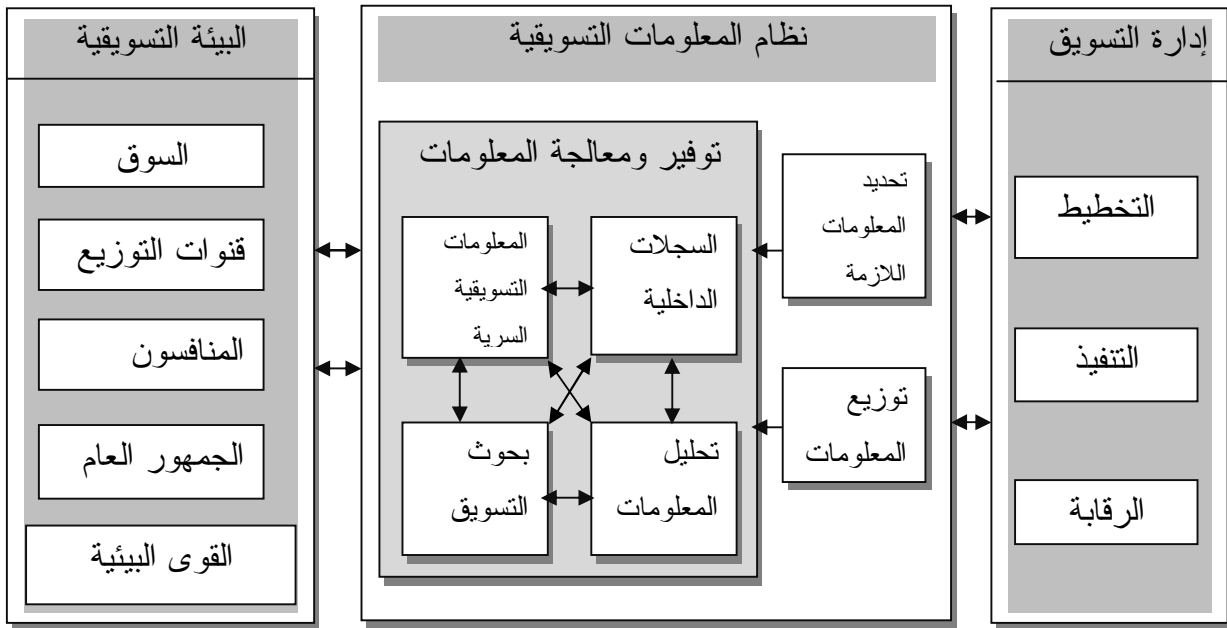 إدارة التسويق
التخطيط
التنفيذ
الرقابة
نظام المعلومات التسويقية
تحديد
المعلومات
اللازمة
توزيع
المعلومات
توفير ومعالجة المعلومات
السجلات
الداخلية
المعلومات
التسويقية
السرية
تحليل
المعلومات
بحوث
التسويق
البيئة التسويقية
السوق
قنوات التوزيع
المنافسون
الجمهور العام
القوى البيئية